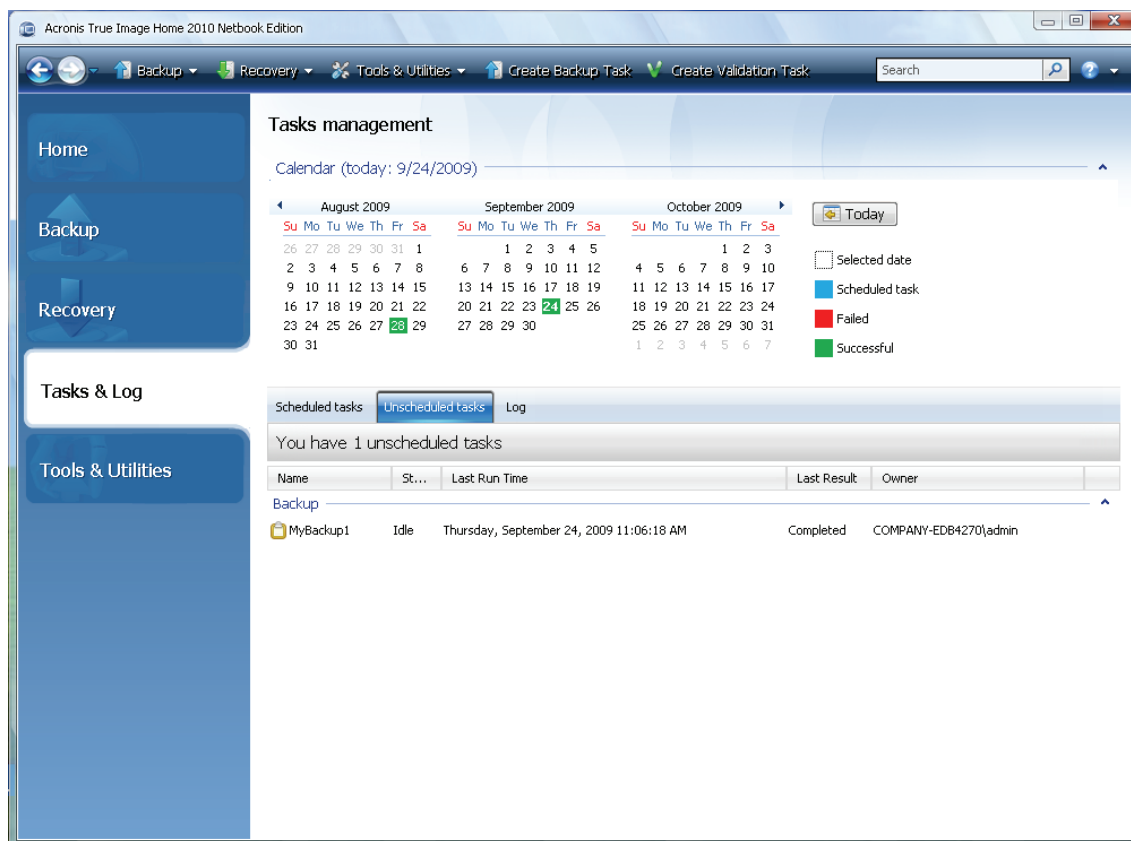 Acronis True Image Home 2010 Netbook Edition
Backup Recovery Tools & Utilities Create Backup Task Create Validation Task Search
Home
Backup
Recovery
Tasks & Log
Tools & Utilities
Tasks management
Calendar (today: 9/24/2009)
August 2009
Su Mo Tu We Th Fr Sa
26 27 28 29 30 31 1
2 3 4 5 6 7 8
9 10 11 12 13 14 15
16 17 18 19 20 21 22
23 24 25 26 27 28 29
30 31
September 2009
Su Mo Tu We Th Fr Sa
1 2 3 4 5
6 7 8 9 10 11 12
13 14 15 16 17 18 19
20 21 22 23 24 25 26
27 28 29 30
October 2009
Su Mo Tu We Th Fr Sa
1 2 3
4 5 6 7 8 9 10
11 12 13 14 15 16 17
18 19 20 21 22 23 24
25 26 27 28 29 30 31
1 2 3 4 5 6 7
Today
Selected date
Scheduled task
Failed
Successful
Scheduled tasks Unscheduled tasks Log
You have 1 unscheduled tasks
Name St... Last Run Time Last Result Owner
Backup
MyBackup1 Idle Thursday, September 24, 2009 11:06:18 AM Completed COMPANY-EDB4270\admin